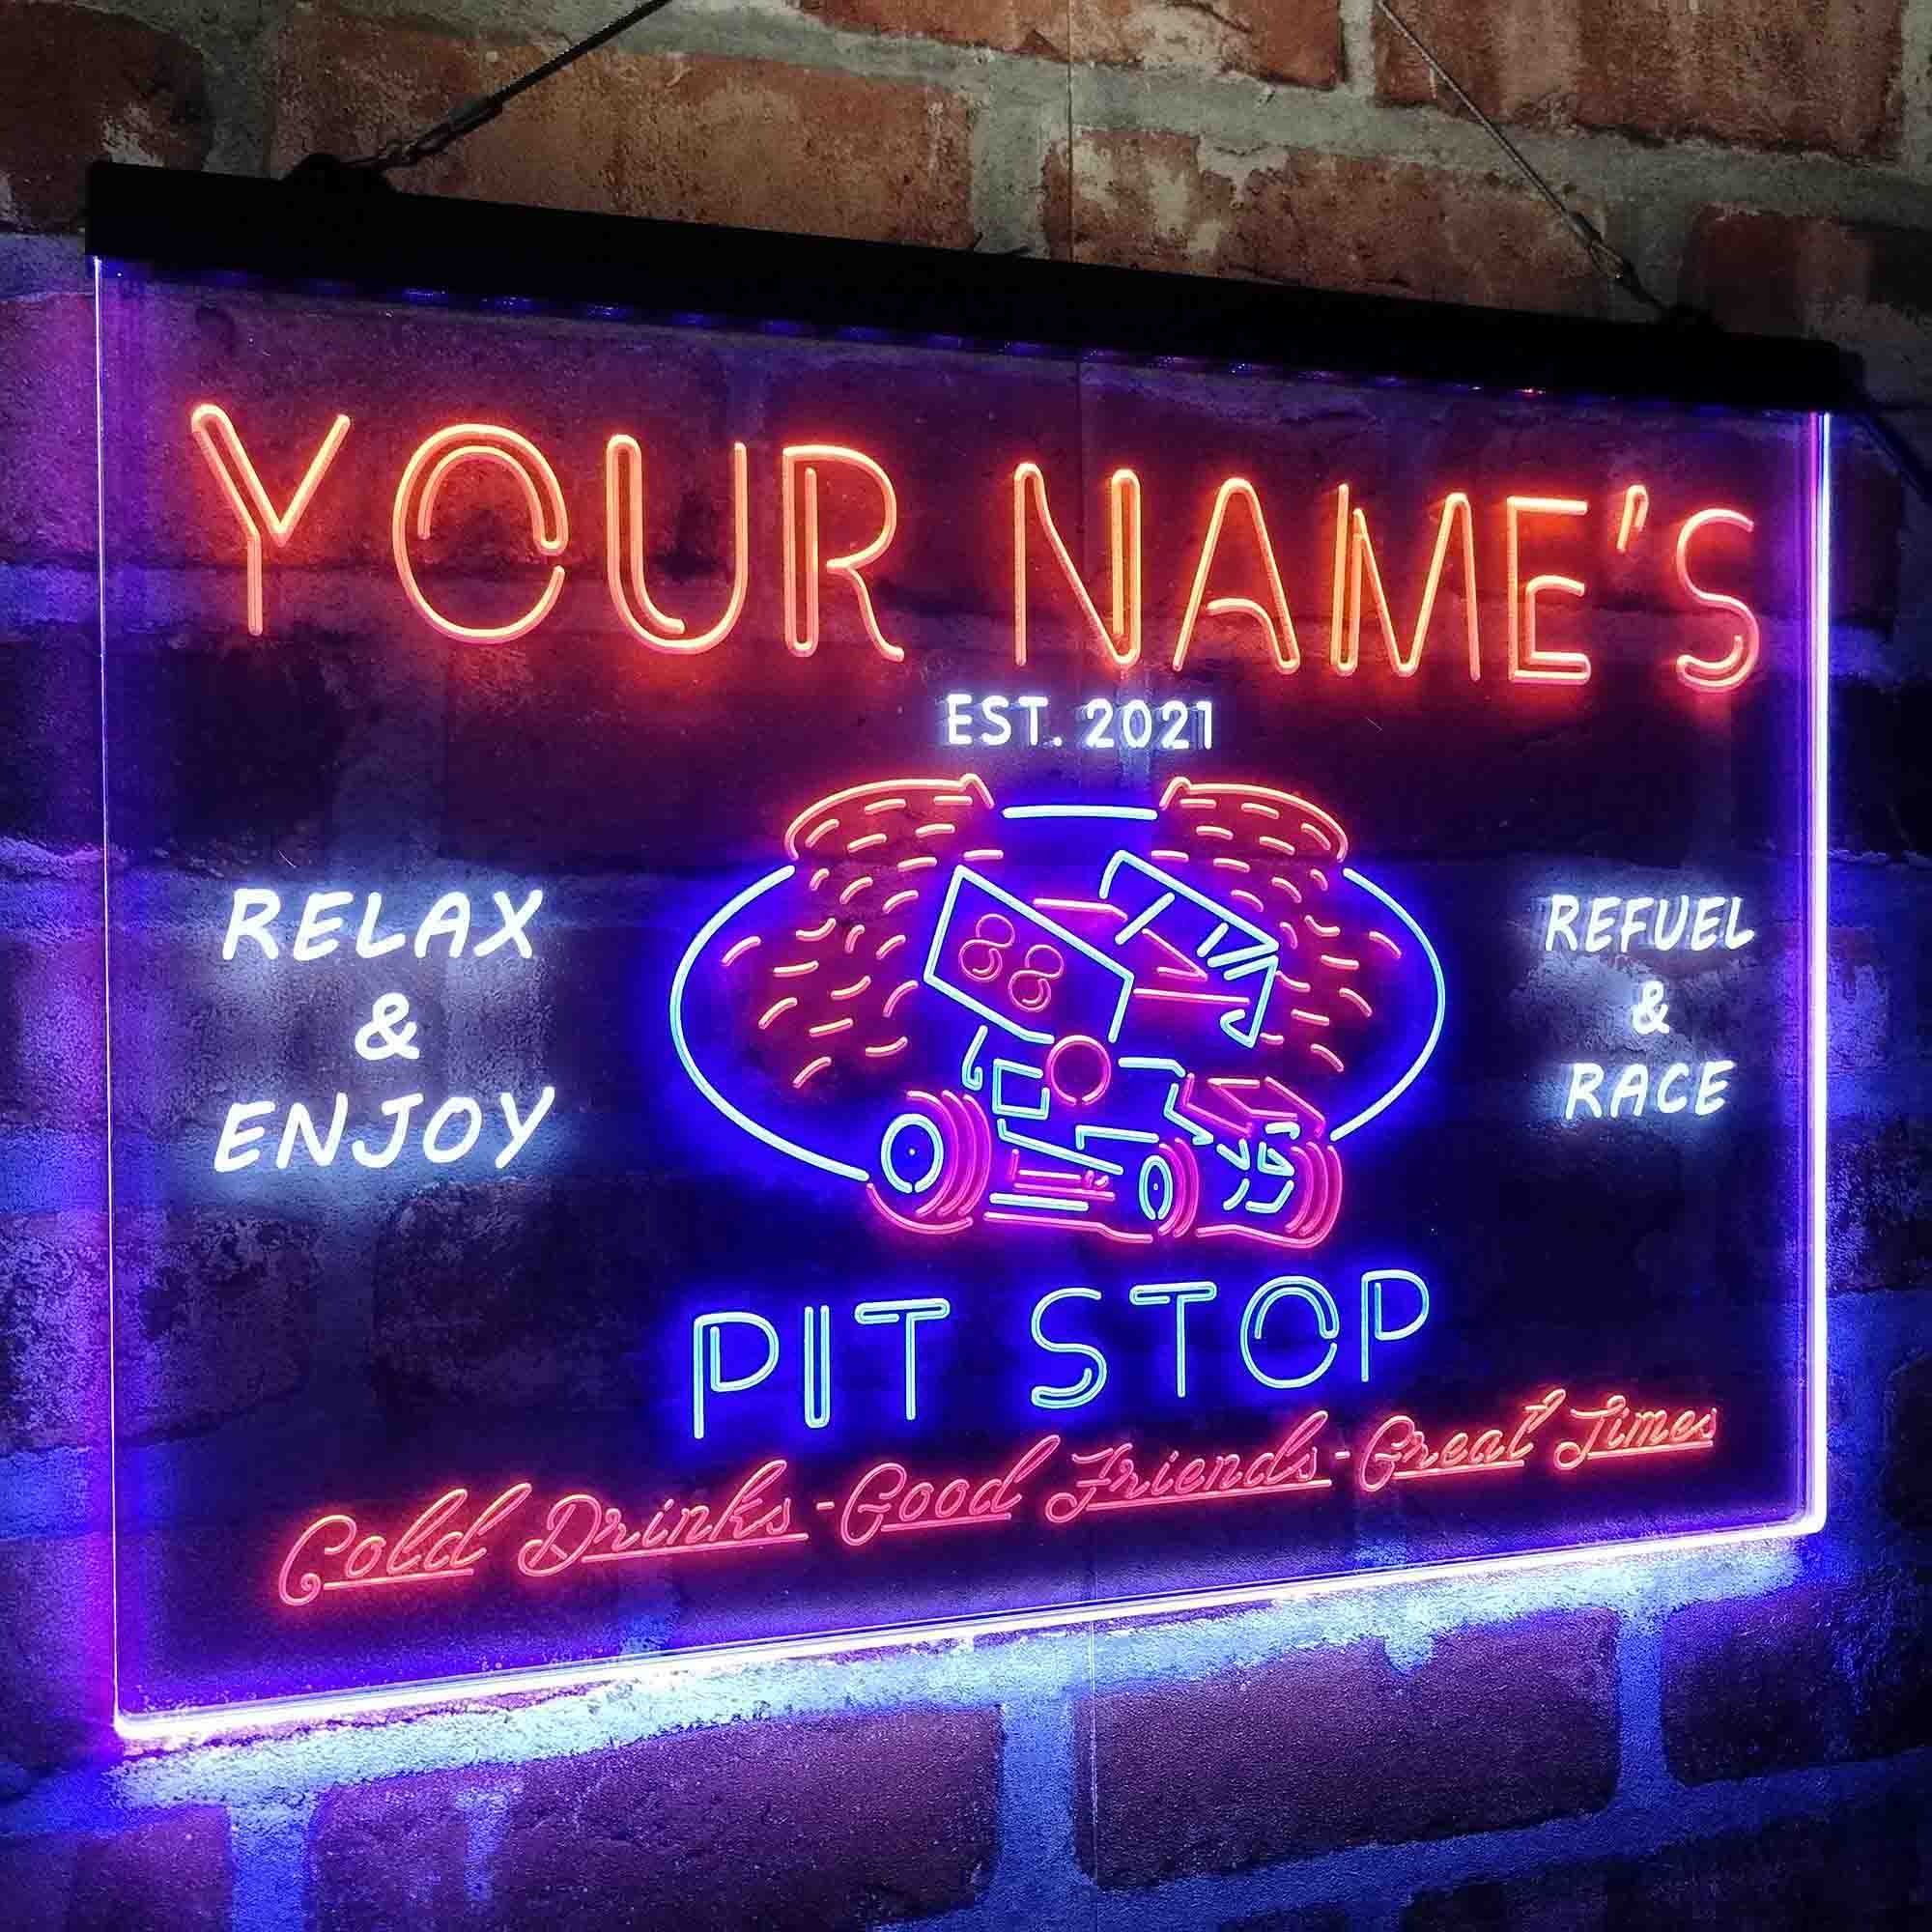 YOUR NAME'S
EST. 2021
RELAX
&
ENJOY
88
REFUEL
&
RACE
PIT STOP
Cold Drinks - Good Friends - Great Times